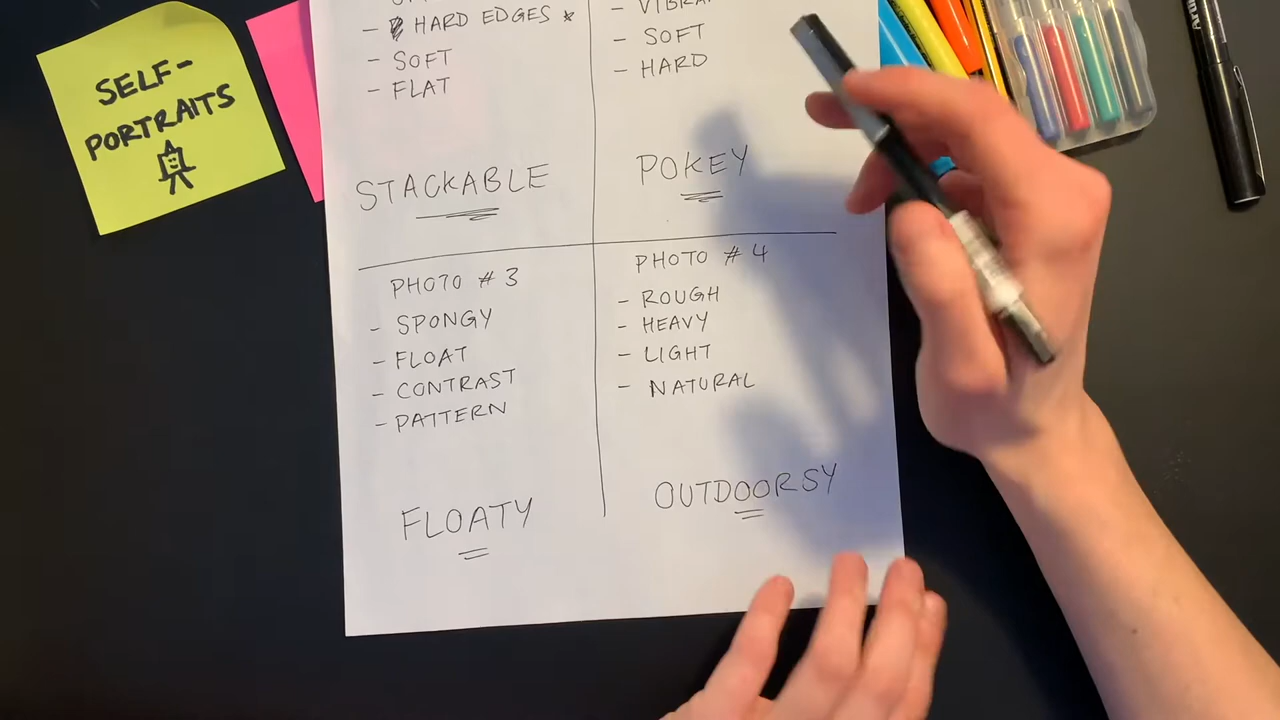 SELF-
PORTRAITS
- HARD EDGES *
- SOFT
- FLAT
STACKABLE
- SOFT
- HARD
POKEY
PHOTO # 3
- SPONGY
- FLOAT
- CONTRAST
- PATTERN
FLOATY
PHOTO # 4
- ROUGH
- HEAVY
- LIGHT
- NATURAL
OUTDOORSY